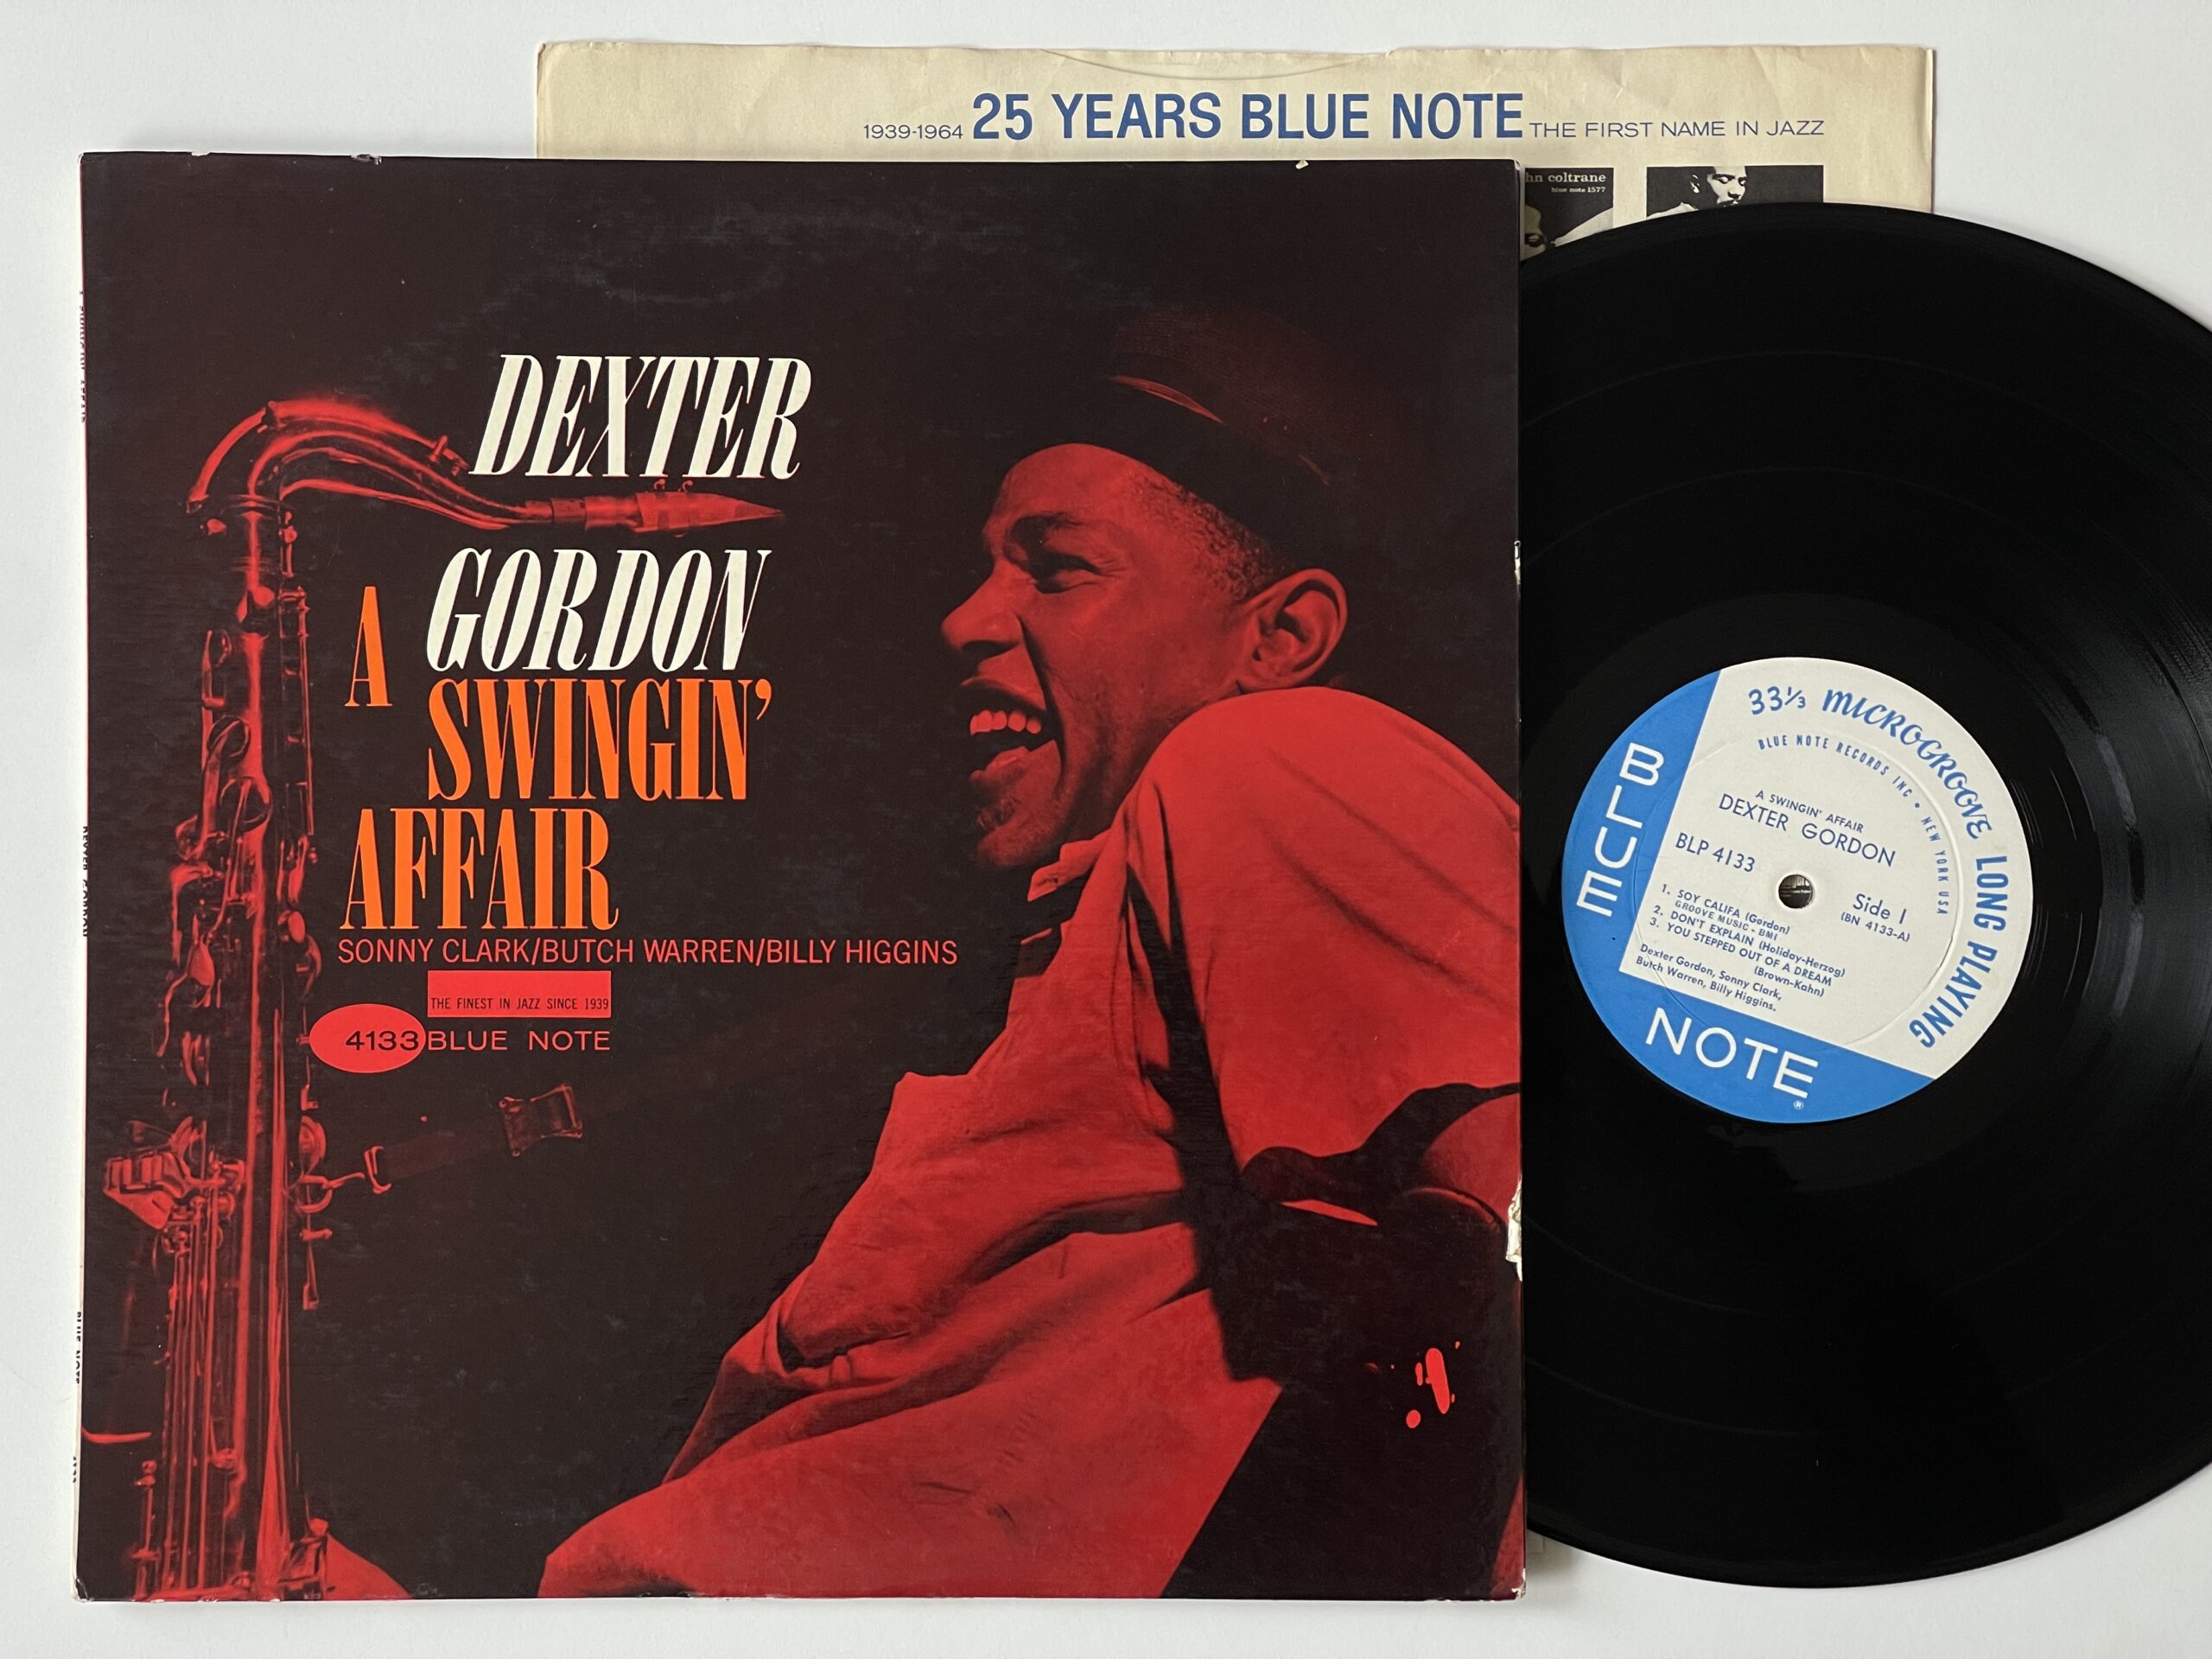 1939-1964 25 YEARS BLUE NOTE THE FIRST NAME IN JAZZ
hn coltrane
blue note 1577
DEXTER
GORDON
A
SWINGIN'
AFFAIR
SONNY CLARK/BUTCH WARREN/BILLY HIGGINS
THE FINEST IN JAZZ SINCE 1939
4133 BLUE NOTE
33⅓ MICROGROOVE LONG PLAYING
BLUE NOTE RECORDS INC • NEW YORK USA
A SWINGIN' AFFAIR
DEXTER GORDON
BLP 4133
Side 1
(BN 4133-A)
1. SOY CALIFA (Gordon)
GROOVE MUSIC - BMI
2. DON'T EXPLAIN (Holiday-Herzog)
3. YOU STEPPED OUT OF A DREAM
(Brown-Kahn)
Dexter Gordon, Sonny Clark,
Butch Warren, Billy Higgins.
BLUE
NOTE
®